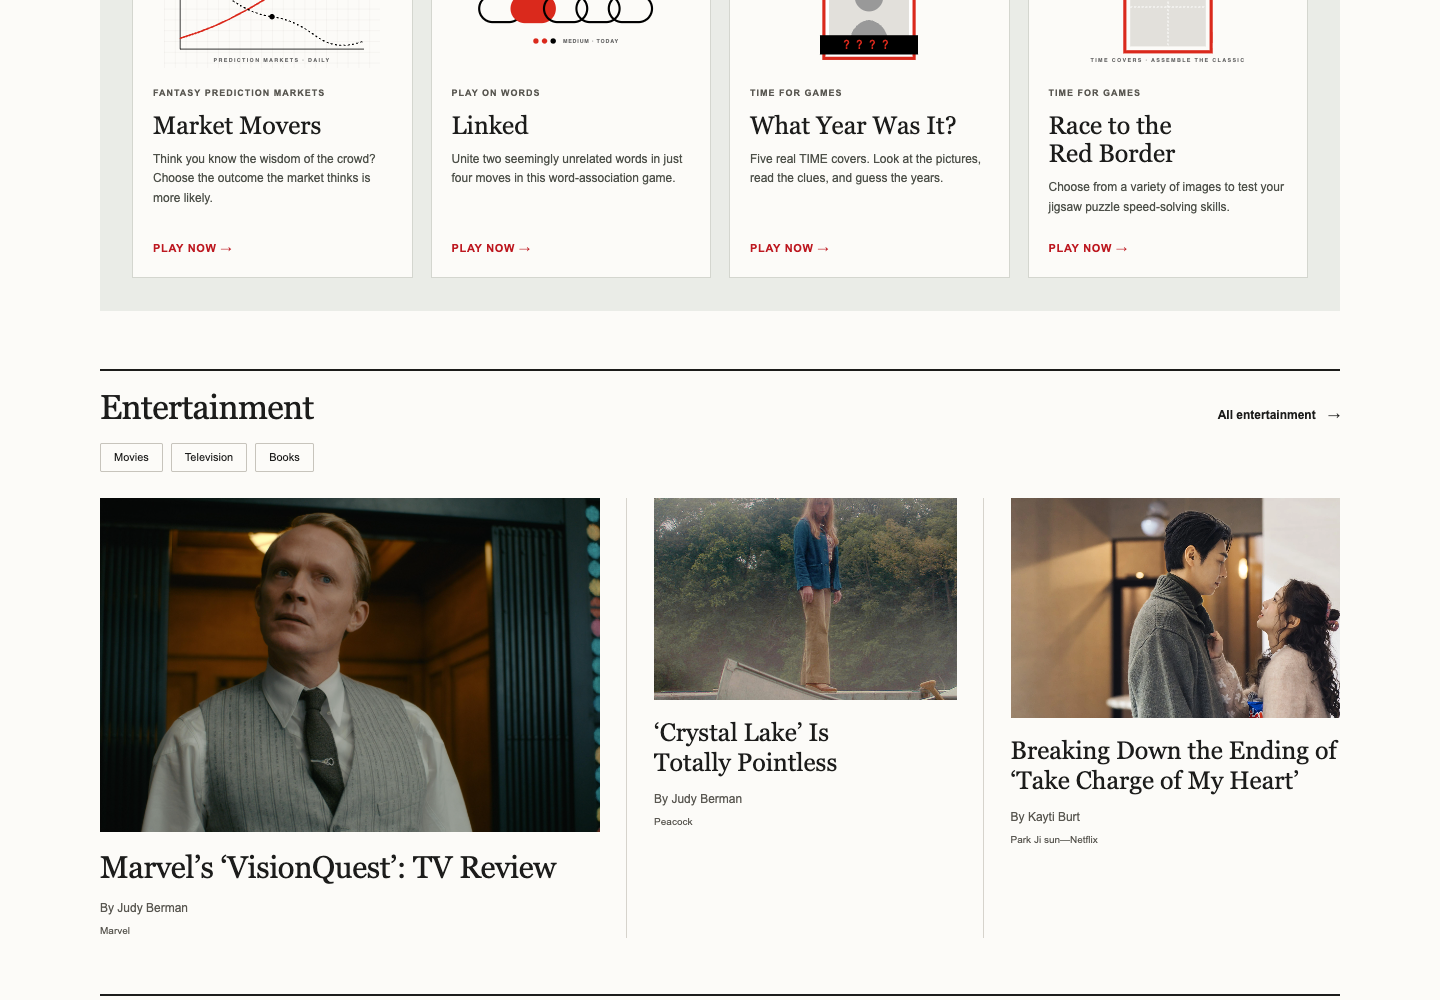 PREDICTION MARKETS · DAILY
MEDIUM · TODAY
? ? ? ?
TIME COVERS · ASSEMBLE THE CLASSIC
FANTASY PREDICTION MARKETS
Market Movers
Think you know the wisdom of the crowd?
Choose the outcome the market thinks is
more likely.
PLAY NOW →
PLAY ON WORDS
Linked
Unite two seemingly unrelated words in just
four moves in this word-association game.
PLAY NOW →
TIME FOR GAMES
What Year Was It?
Five real TIME covers. Look at the pictures,
read the clues, and guess the years.
PLAY NOW →
TIME FOR GAMES
Race to the
Red Border
Choose from a variety of images to test your
jigsaw puzzle speed-solving skills.
PLAY NOW →
Entertainment
All entertainment →
Movies
Television
Books
Marvel’s ‘VisionQuest’: TV Review
By Judy Berman
Marvel
‘Crystal Lake’ Is
Totally Pointless
By Judy Berman
Peacock
Breaking Down the Ending of
‘Take Charge of My Heart’
By Kayti Burt
Park Ji sun—Netflix